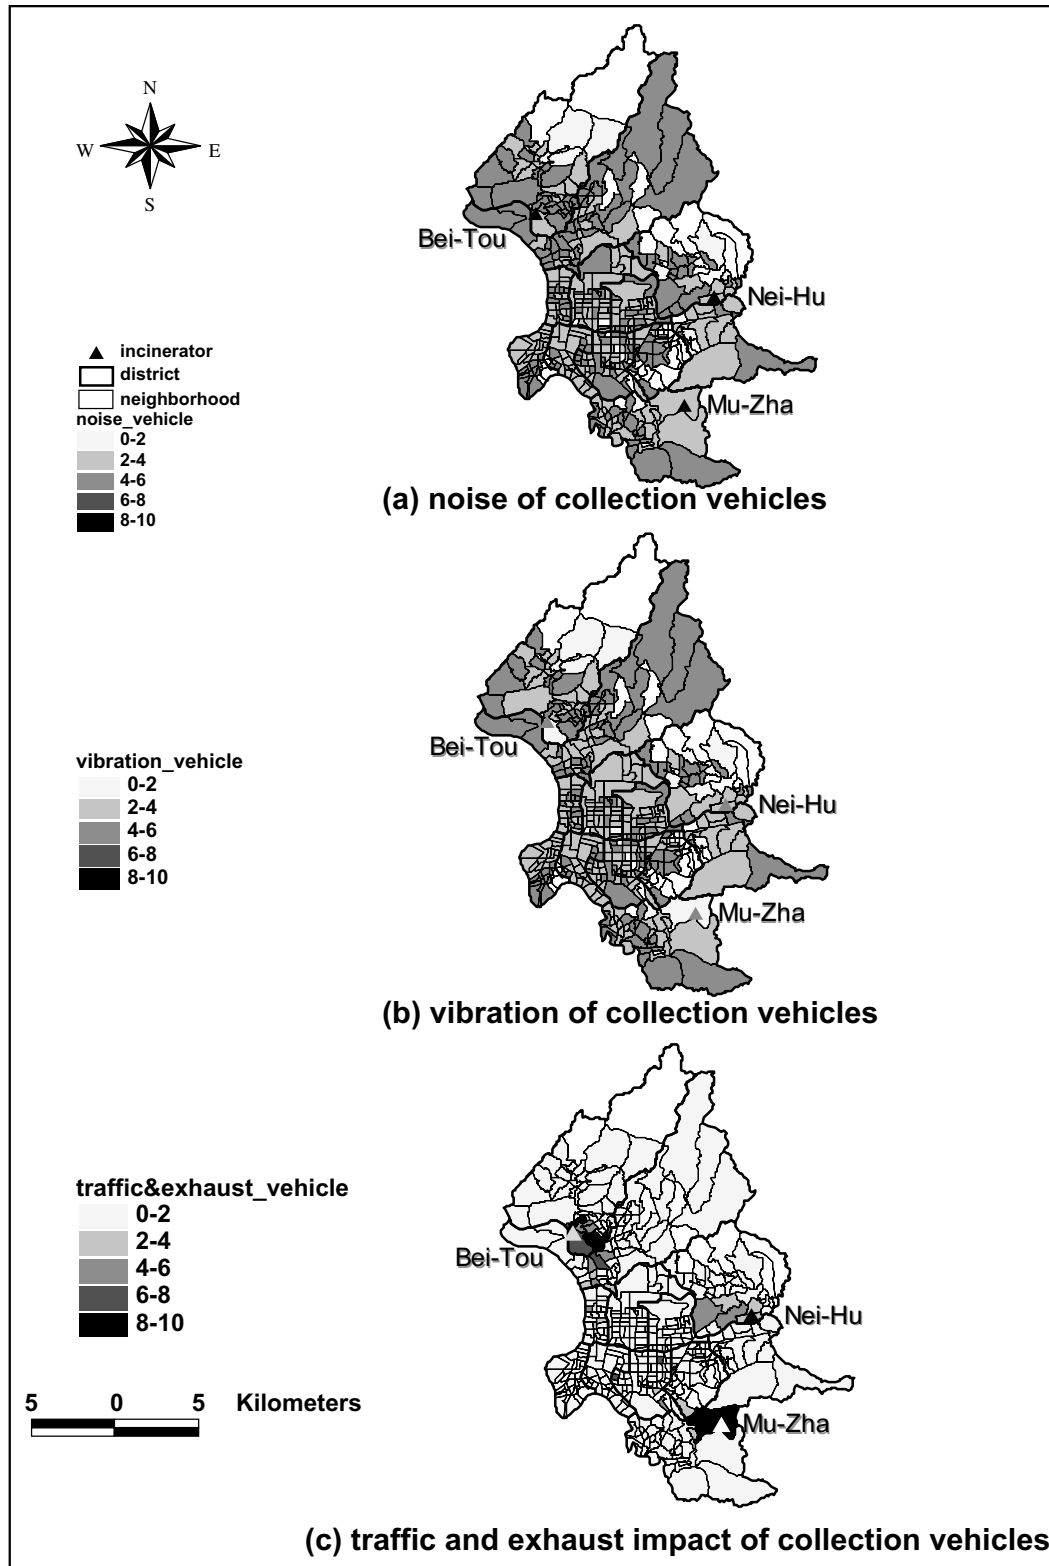 N
W E
S
Bei-Tou
Nei-Hu
Mu-Zha
incinerator
district
neighborhood
noise_vehicle
0-2
2-4
4-6
6-8
8-10
(a) noise of collection vehicles
Bei-Tou
Nei-Hu
Mu-Zha
vibration_vehicle
0-2
2-4
4-6
6-8
8-10
(b) vibration of collection vehicles
traffic&exhaust_vehicle
0-2
2-4
4-6
6-8
8-10
Bei-Tou
Nei-Hu
Mu-Zha
5 0 5 Kilometers
(c) traffic and exhaust impact of collection vehicles